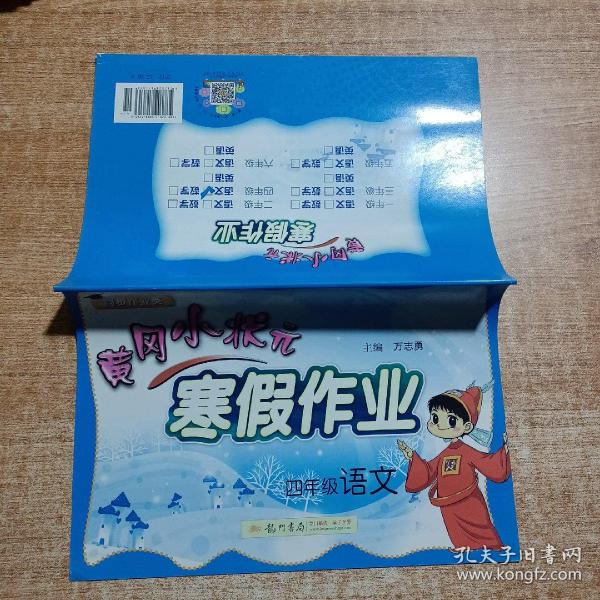 黄冈小状元
寒假作业
一年级 语文□ 数学□ 二年级 语文□ 数学□
三年级 语文□ 数学□ 四年级 语文☑ 数学□
英语□ 英语□
五年级 语文□ 数学□ 六年级 语文□ 数学□
英语□ 英语□
黄冈小状元
主编 万志勇
寒假作业
四年级 语文
龙门书局
孔夫子旧书网
www.kongfz.com